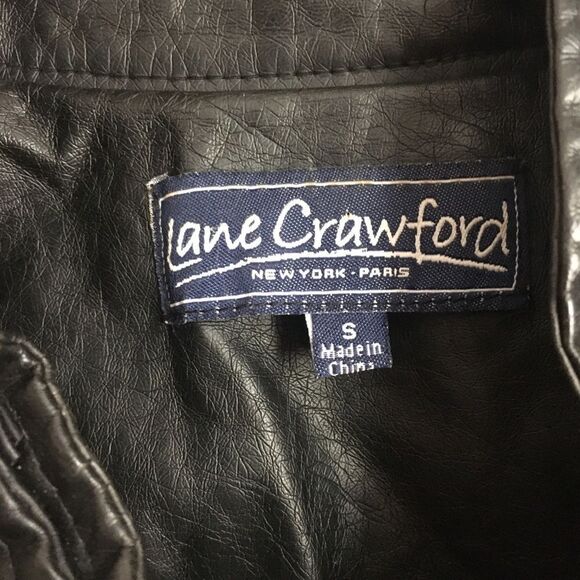 Lane Crawford
NEW YORK - PARIS
S
Made in
China